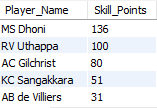 Player_Name Skill_Points
MS Dhoni 136
RV Uthappa 100
AC Gilchrist 80
KC Sangakkara 51
AB de Villiers 31